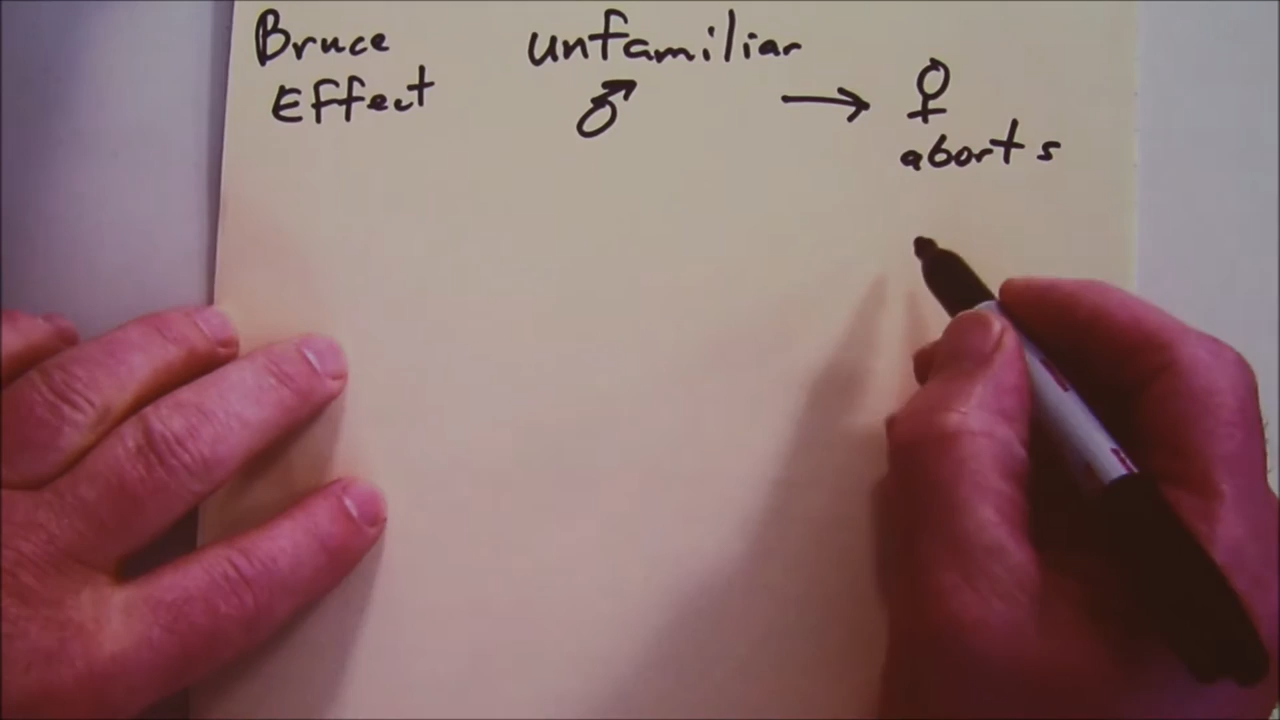 Bruce
Effect
unfamiliar
♂ → ♀
aborts